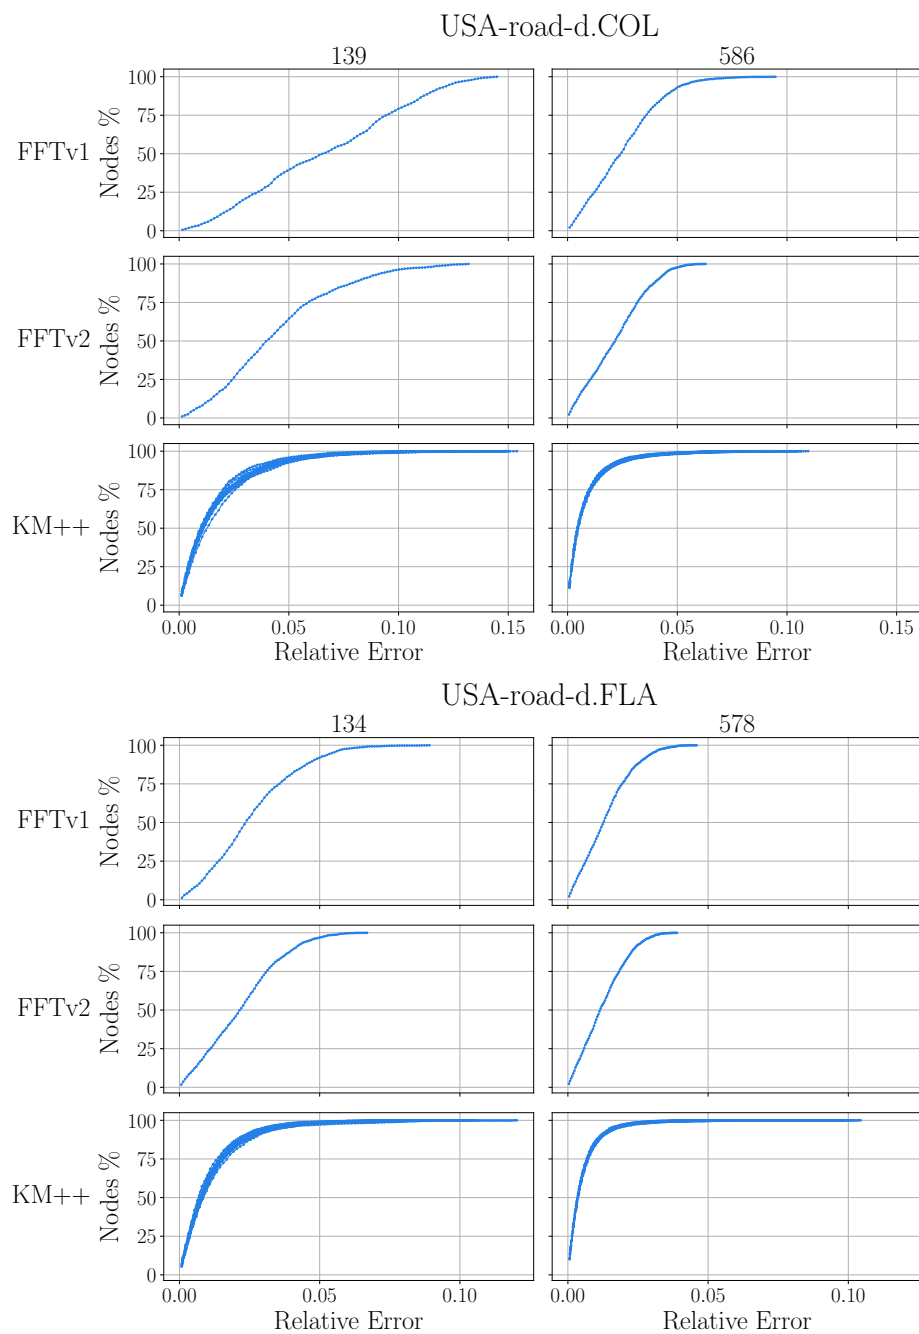 USA-road-d.COL
139 586
FFTv1
Nodes %
100
75
50
25
0
FFTv2
Nodes %
100
75
50
25
0
KM++
Nodes %
100
75
50
25
0
0.00 0.05 0.10 0.15 0.00 0.05 0.10 0.15
Relative Error Relative Error
USA-road-d.FLA
134 578
FFTv1
Nodes %
100
75
50
25
0
FFTv2
Nodes %
100
75
50
25
0
KM++
Nodes %
100
75
50
25
0
0.00 0.05 0.10 0.00 0.05 0.10
Relative Error Relative Error